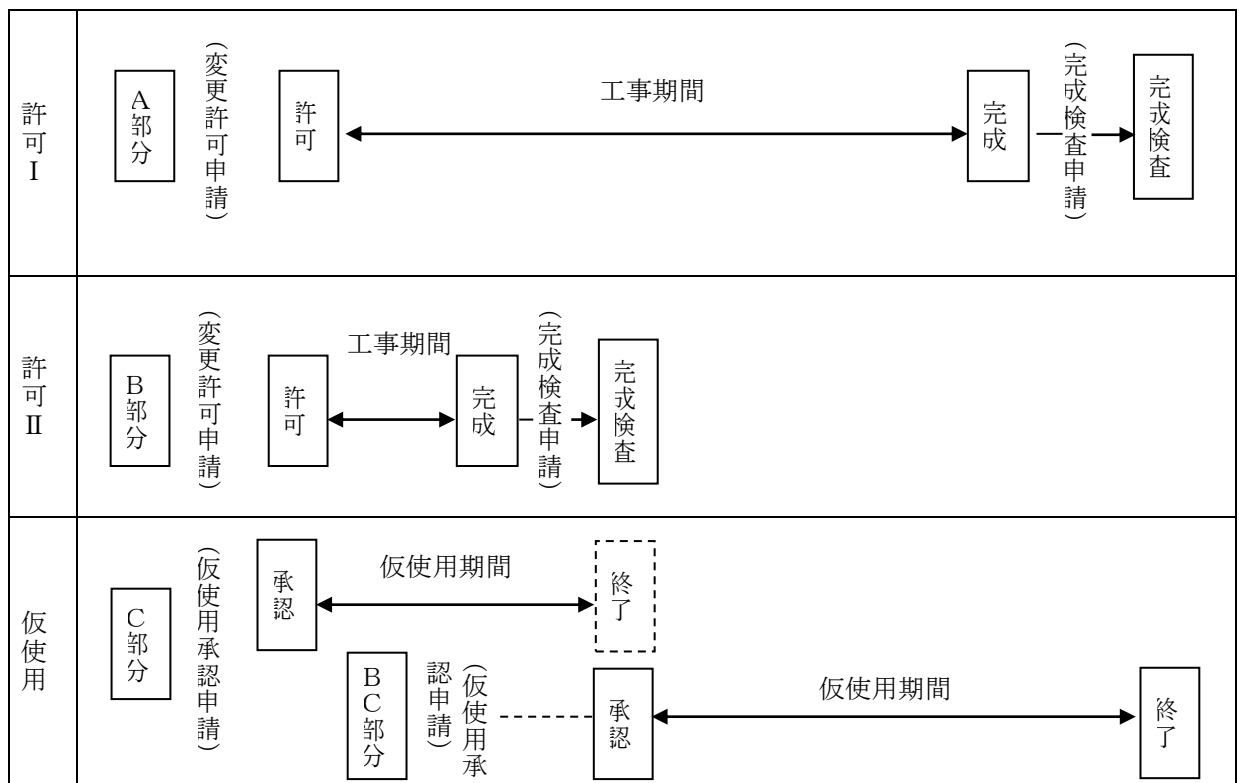 許可Ⅰ
A部分
(変更許可申請)
許可
工事期間
完成
(完成検査申請)
完成検査
許可Ⅱ
B部分
(変更許可申請)
許可
工事期間
完成
(完成検査申請)
完成検査
仮使用
C部分
(仮使用承認申請)
承認
仮使用期間
終了
BC部分
(仮使用承
認申請)
承認
仮使用期間
終了